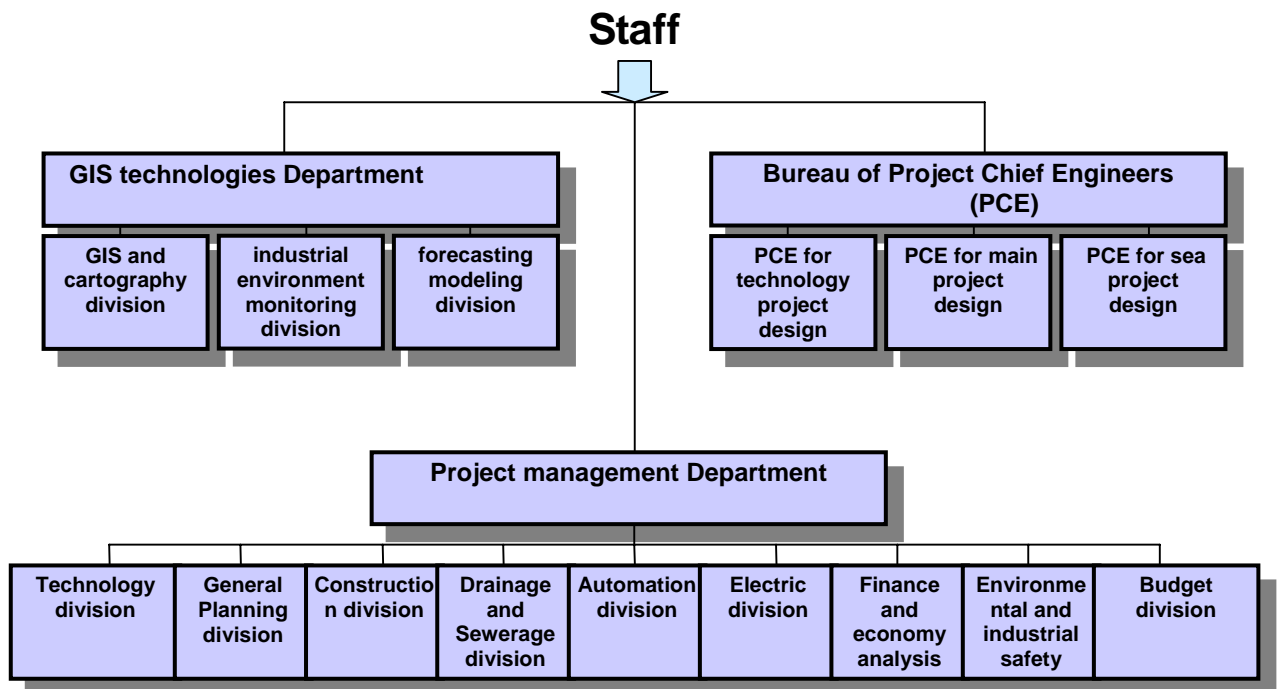 Staff
GIS technologies Department
Bureau of Project Chief Engineers
(PCE)
GIS and
cartography
division
industrial
environment
monitoring
division
forecasting
modeling
division
PCE for
technology
project
design
PCE for main
project
design
PCE for sea
project
design
Project management Department
Technology
division
General
Planning
division
Constructio
n division
Drainage
and
Sewerage
division
Automation
division
Electric
division
Finance
and
economy
analysis
Environme
ntal and
industrial
safety
Budget
division